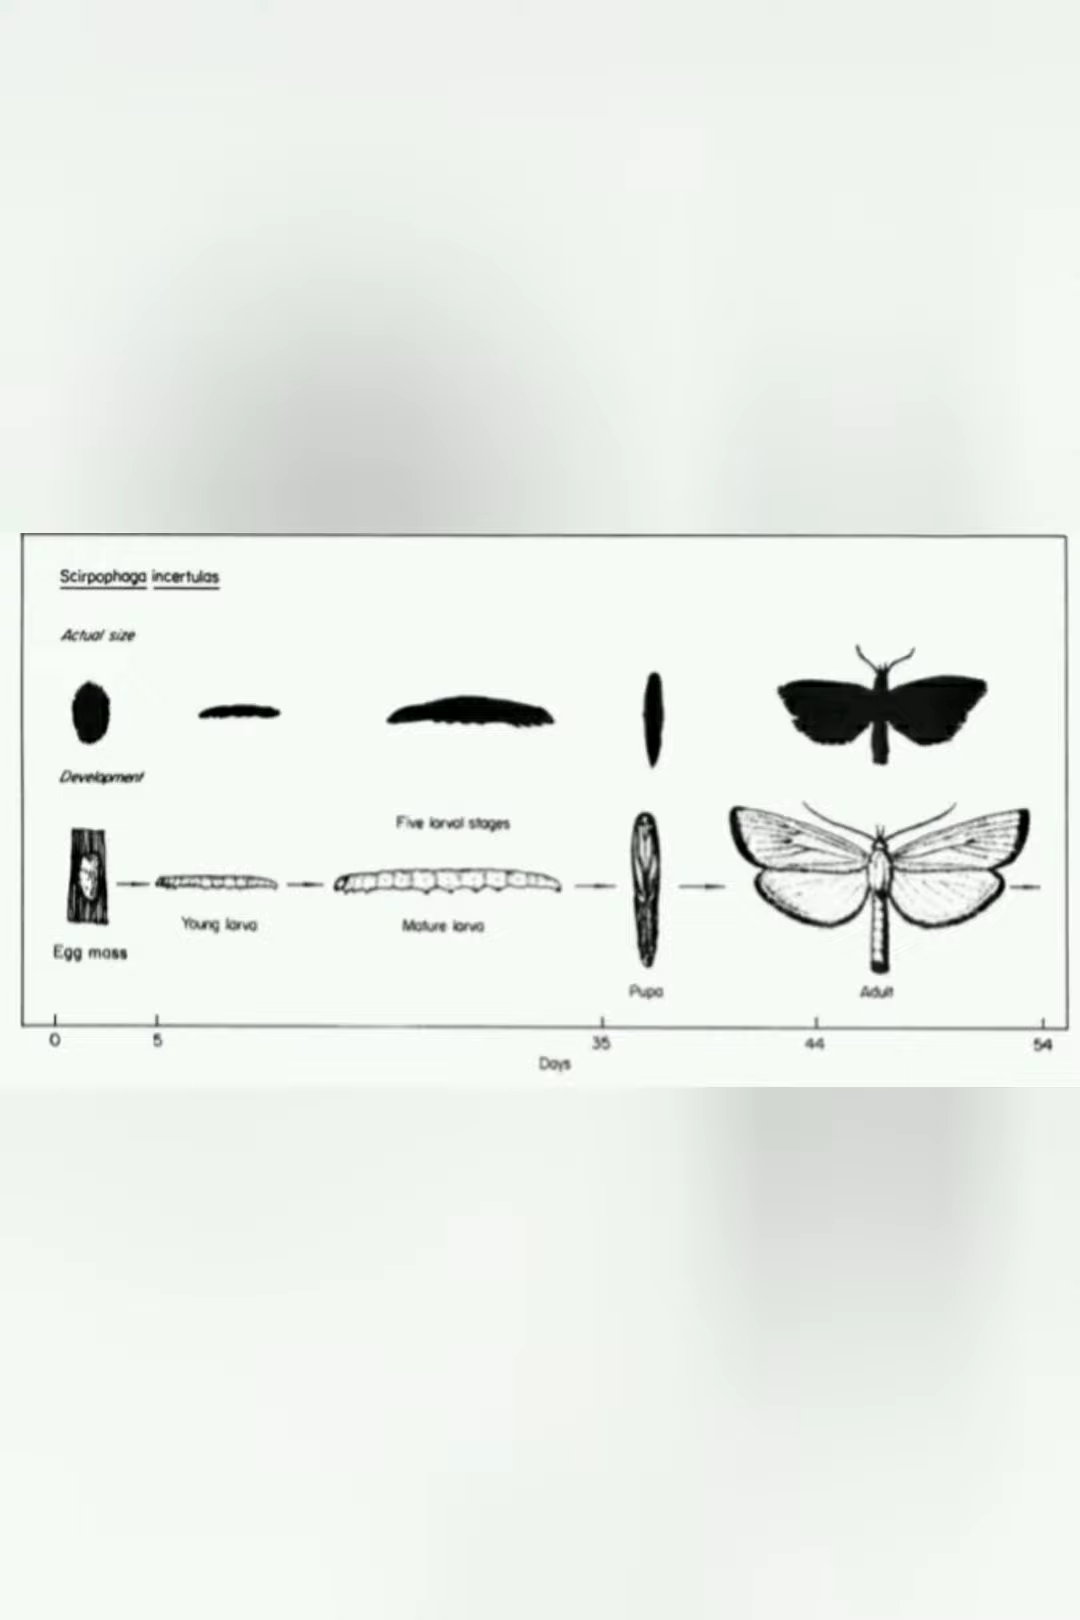 Scirpophaga incertulas
Actual size
Development
Five larval stages
Young larva
Mature larva
Egg mass
Pupa
Adult
0
5
35
44
54
Days